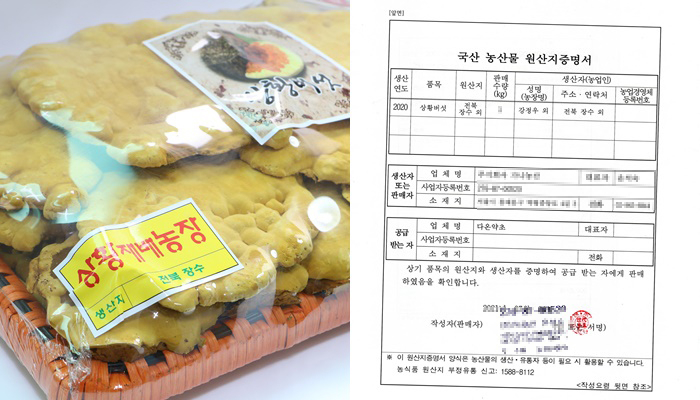 상황버섯
상황재배농장
생산지 전북 장수
[앞면]
국산 농산물 원산지증명서
생산연도 품목 원산지 판매수량(kg) 생산자(농업인)
성명(농장명) 주소·연락처 농업경영체등록번호
2020 상황버섯 전북 장수 외 강정우 외 전북 장수 외
생산자 또는 판매자
업 체 명
사업자등록번호
소 재 지
공급 받는 자
업 체 명 다온약초 대표자
사업자등록번호
소 재 지 전화
상기 품목의 원산지와 생산자를 증명하여 공급 받는 자에게 판매
하였음을 확인합니다.
작성자(판매자)
※ 이 원산지증명서 양식은 농산물의 생산·유통자 등이 필요 시 활용할 수 있습니다.
농식품 원산지 부정유통 신고: 1588-8112
<작성요령 뒷면 참조>